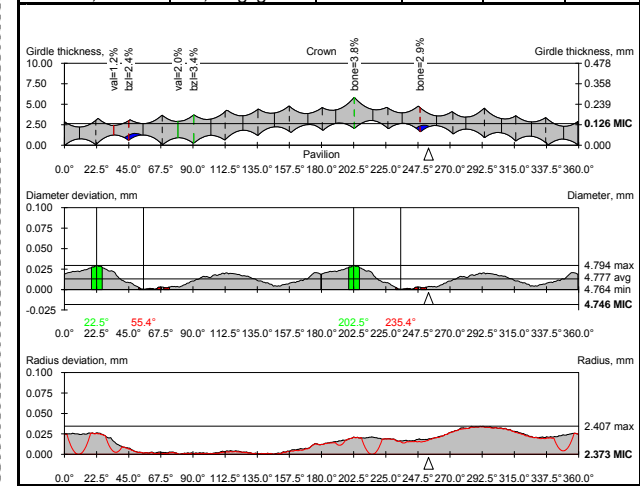 val=1.2%
bzl=2.4%
val=2.0%
bzl=3.4%
bone=3.8%
bone=2.9%
Girdle thickness, Crown Girdle thickness, mm
10.00 0.478
7.50 0.358
5.00 0.239
2.50 0.126 MIC
0.00 0.000
Pavilion
0.0° 22.5° 45.0° 67.5° 90.0° 112.5° 135.0° 157.5° 180.0° 202.5° 225.0° 247.5° 270.0° 292.5° 315.0° 337.5° 360.0°
Diameter deviation, mm Diameter, mm
0.100
0.075
0.050
0.025 4.794 max
4.777 avg
0.000 4.764 min
4.746 MIC
-0.025
22.5° 55.4° 202.5° 235.4°
0.0° 22.5° 45.0° 67.5° 90.0° 112.5° 135.0° 157.5° 180.0° 202.5° 225.0° 247.5° 270.0° 292.5° 315.0° 337.5° 360.0°
Radius deviation, mm Radius, mm
0.100
0.075
0.050
0.025 2.407 max
0.000 2.373 MIC
0.0° 22.5° 45.0° 67.5° 90.0° 112.5° 135.0° 157.5° 180.0° 202.5° 225.0° 247.5° 270.0° 292.5° 315.0° 337.5° 360.0°